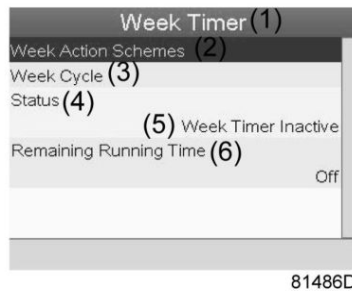 Week Timer (1)
Week Action Schemes (2)
Week Cycle (3)
Status (4)
(5) Week Timer Inactive
Remaining Running Time (6)
Off
81486D